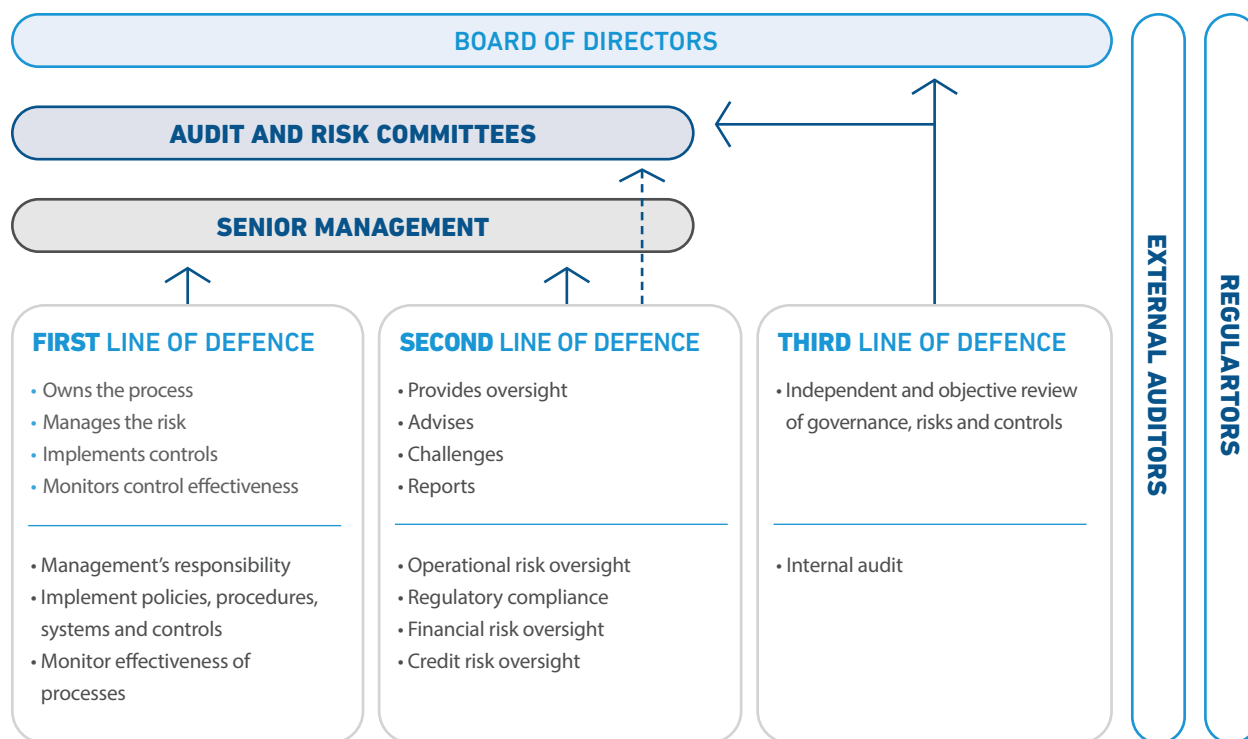 BOARD OF DIRECTORS
AUDIT AND RISK COMMITTEES
SENIOR MANAGEMENT
FIRST LINE OF DEFENCE
• Owns the process
• Manages the risk
• Implements controls
• Monitors control effectiveness
• Management’s responsibility
• Implement policies, procedures,
systems and controls
• Monitor effectiveness of
processes
SECOND LINE OF DEFENCE
• Provides oversight
• Advises
• Challenges
• Reports
• Operational risk oversight
• Regulatory compliance
• Financial risk oversight
• Credit risk oversight
THIRD LINE OF DEFENCE
• Independent and objective review
of governance, risks and controls
• Internal audit
EXTERNAL AUDITORS
REGULARTORS